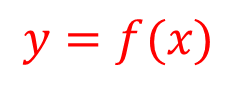 y = f(x)